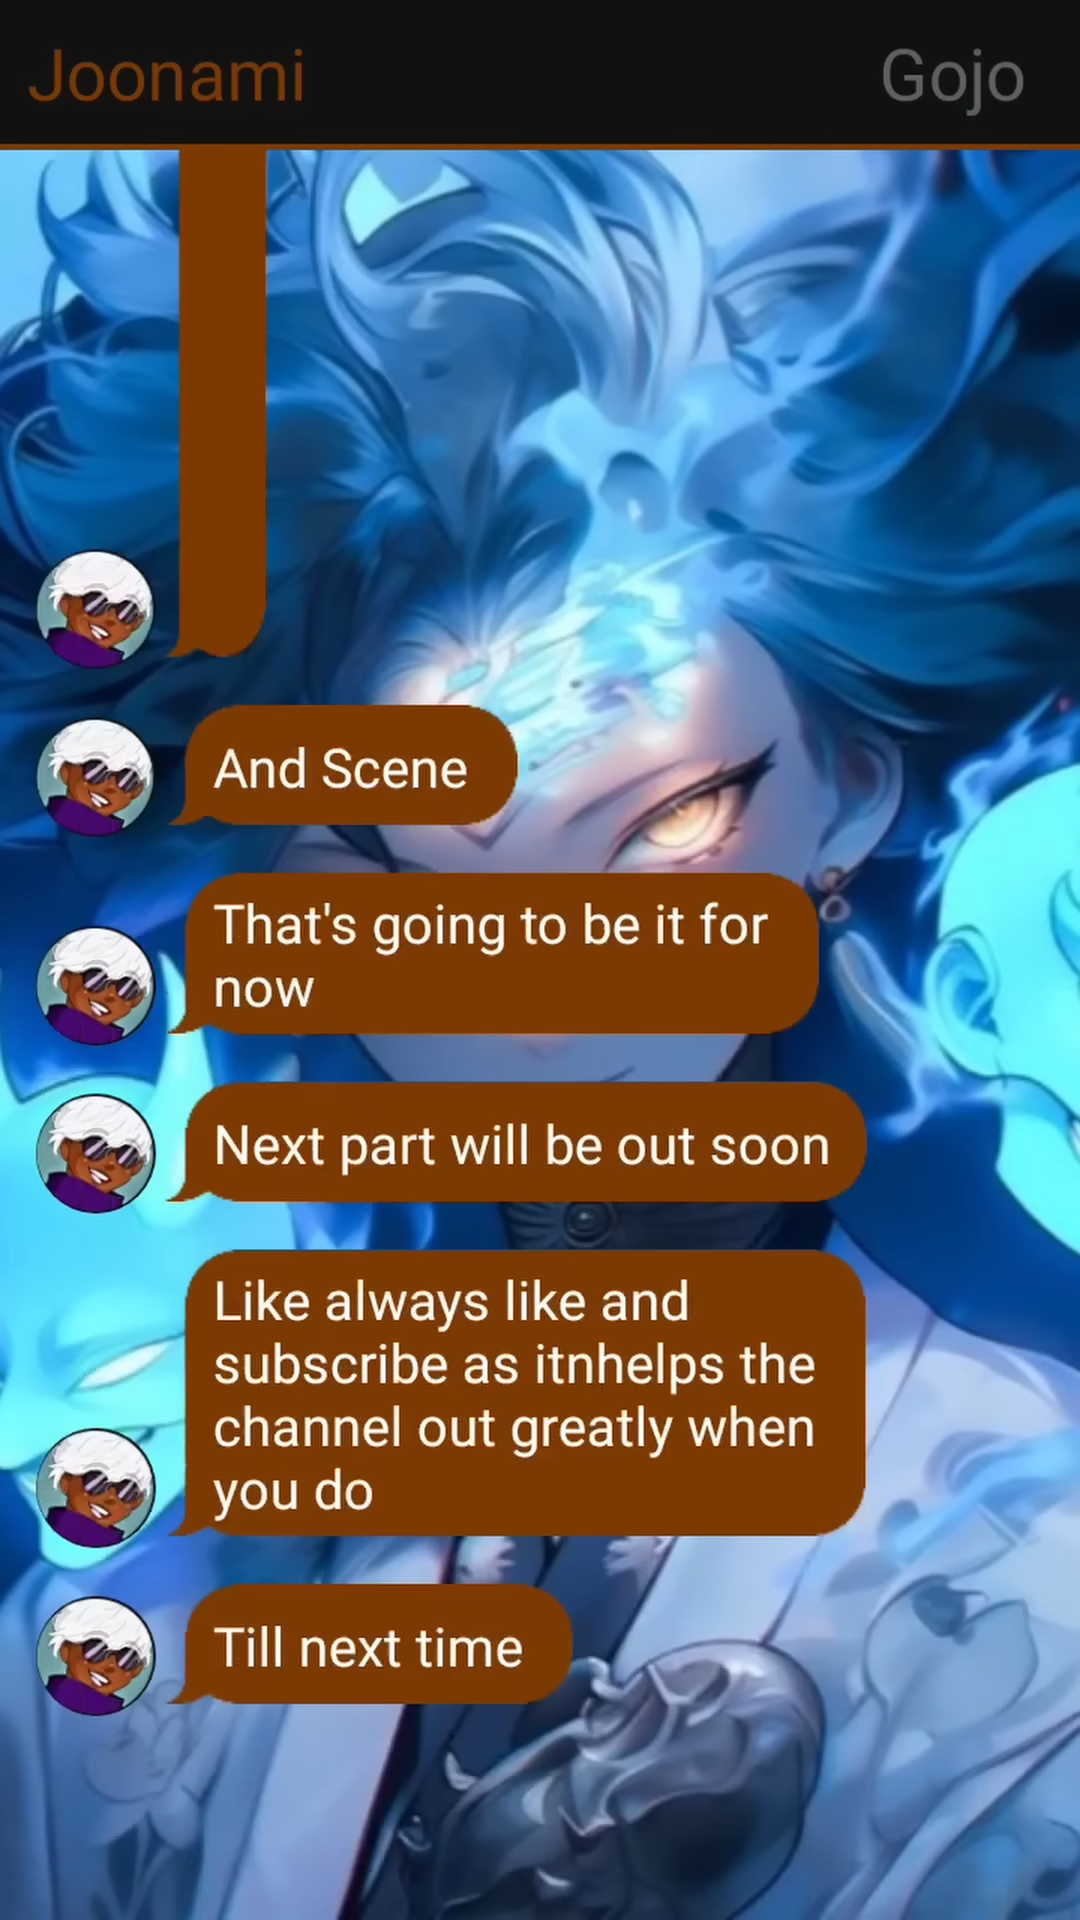 Joonami
Gojo
And Scene
That's going to be it for
now
Next part will be out soon
Like always like and
subscribe as itnhelps the
channel out greatly when
you do
Till next time